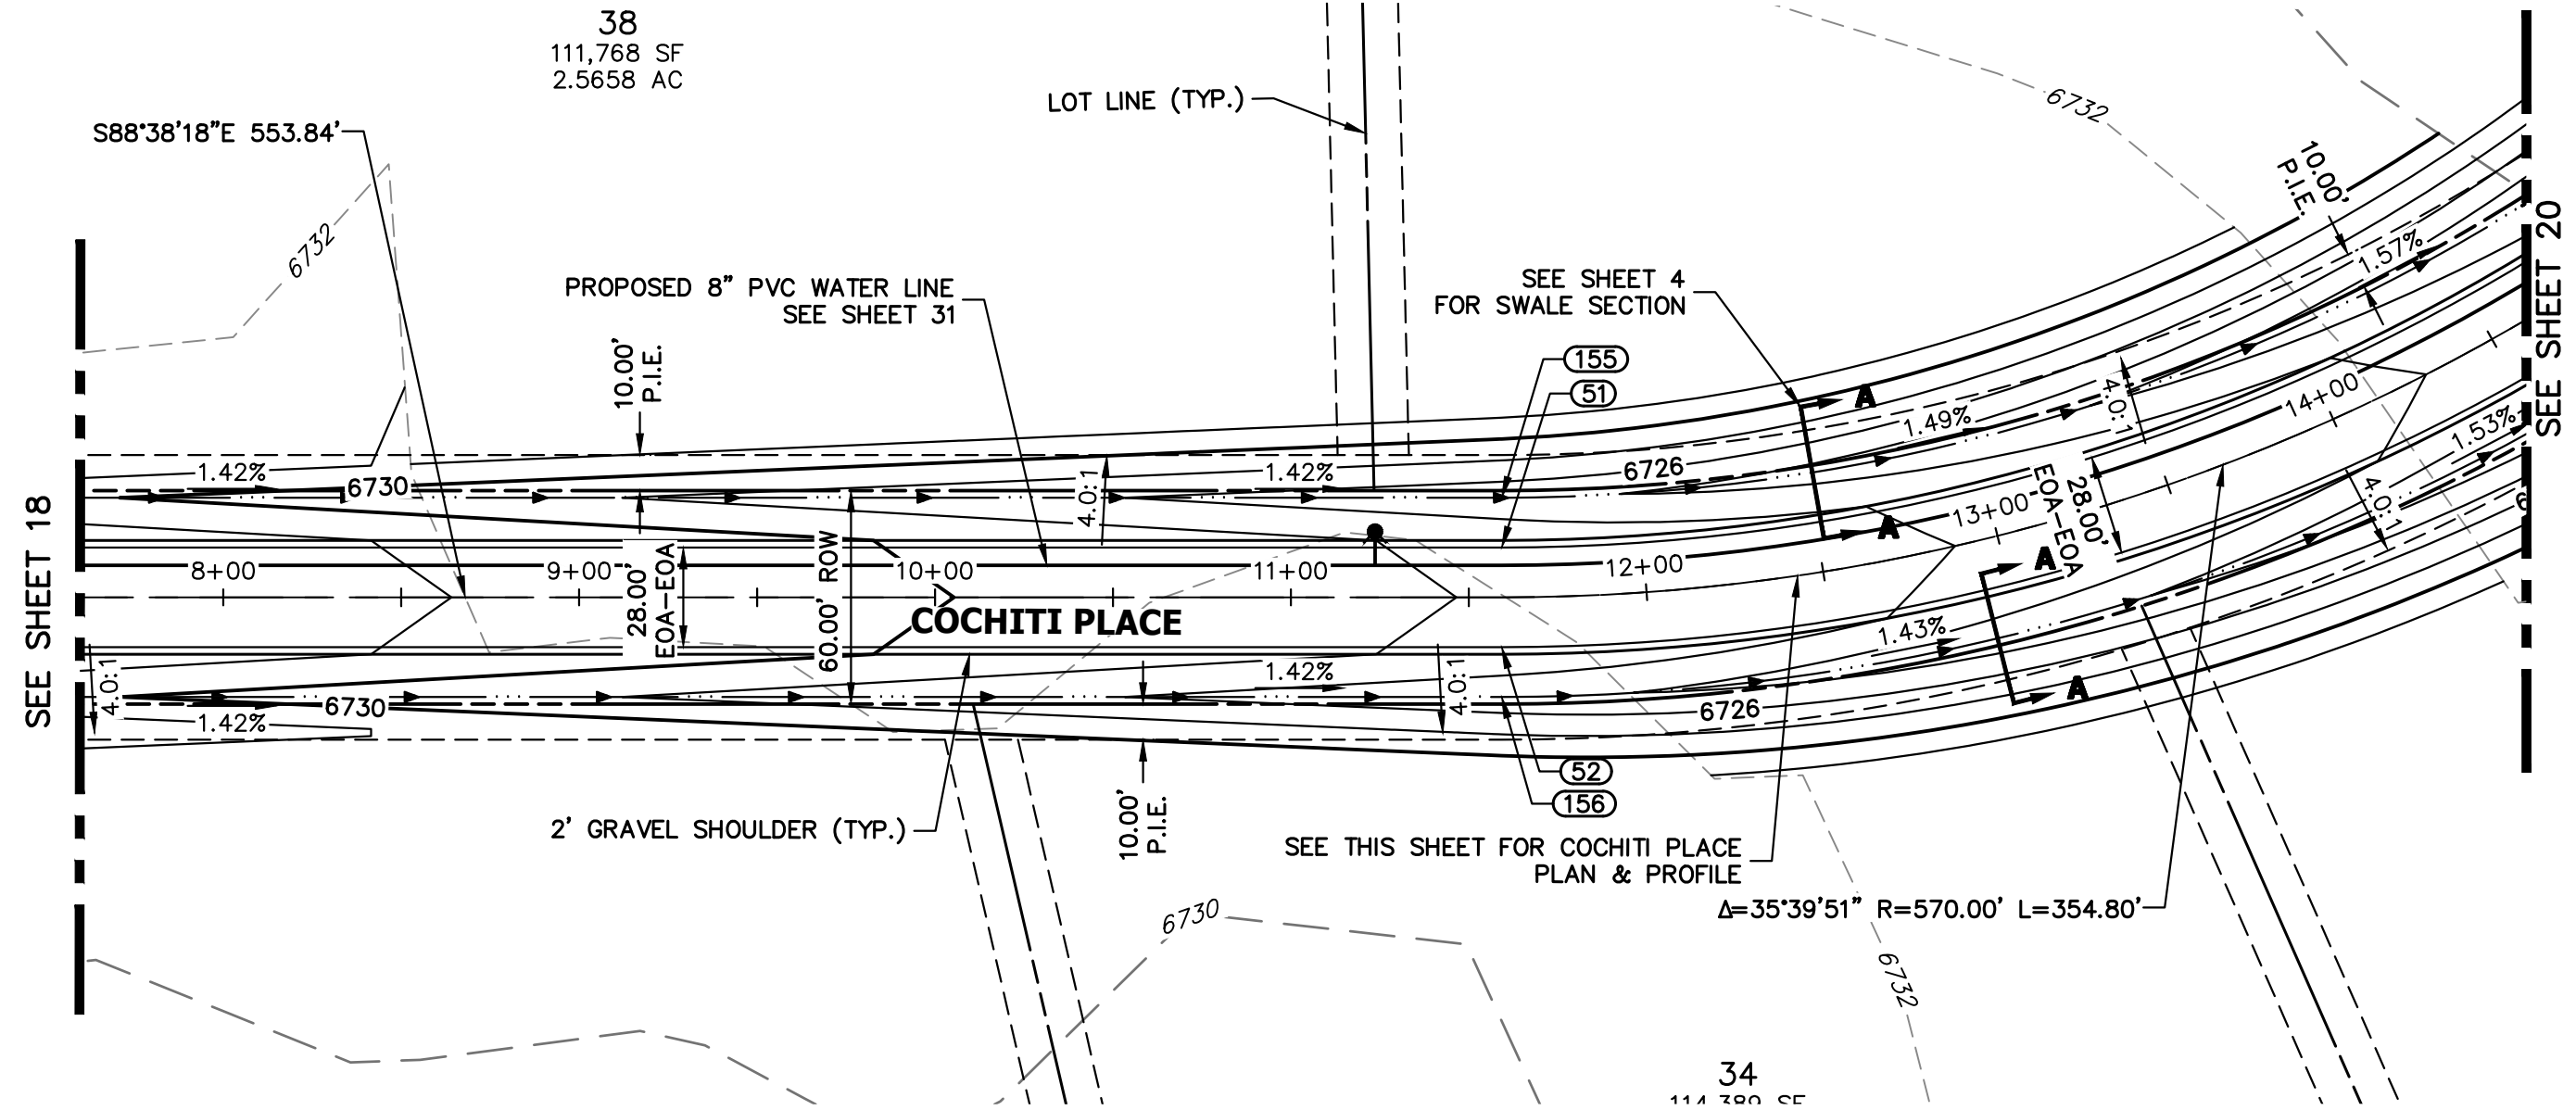 38
111,768 SF
2.5658 AC
S88°38'18"E 553.84'
LOT LINE (TYP.)
6732
6732
10.00'
P.I.E.
1.57%
SEE SHEET 20
PROPOSED 8" PVC WATER LINE
SEE SHEET 31
SEE SHEET 4
FOR SWALE SECTION
10.00'
P.I.E.
155
51
A
4.0:1
14+00
1.49%
1.53%
1.42%
6730
4.0:1
1.42%
6726
SEE SHEET 18
A
13+00
28.00'
EOA-EOA
4.0:1
8+00
9+00
10+00
11+00
12+00
28.00'
EOA-EOA
60.00' ROW
COCHITI PLACE
A
4.0:1
1.42%
6730
1.42%
4.0:1
1.43%
6726
A
52
156
10.00'
P.I.E.
2' GRAVEL SHOULDER (TYP.)
SEE THIS SHEET FOR COCHITI PLACE
PLAN & PROFILE
Δ=35°39'51" R=570.00' L=354.80'
6730
6732
34
114,389 SF